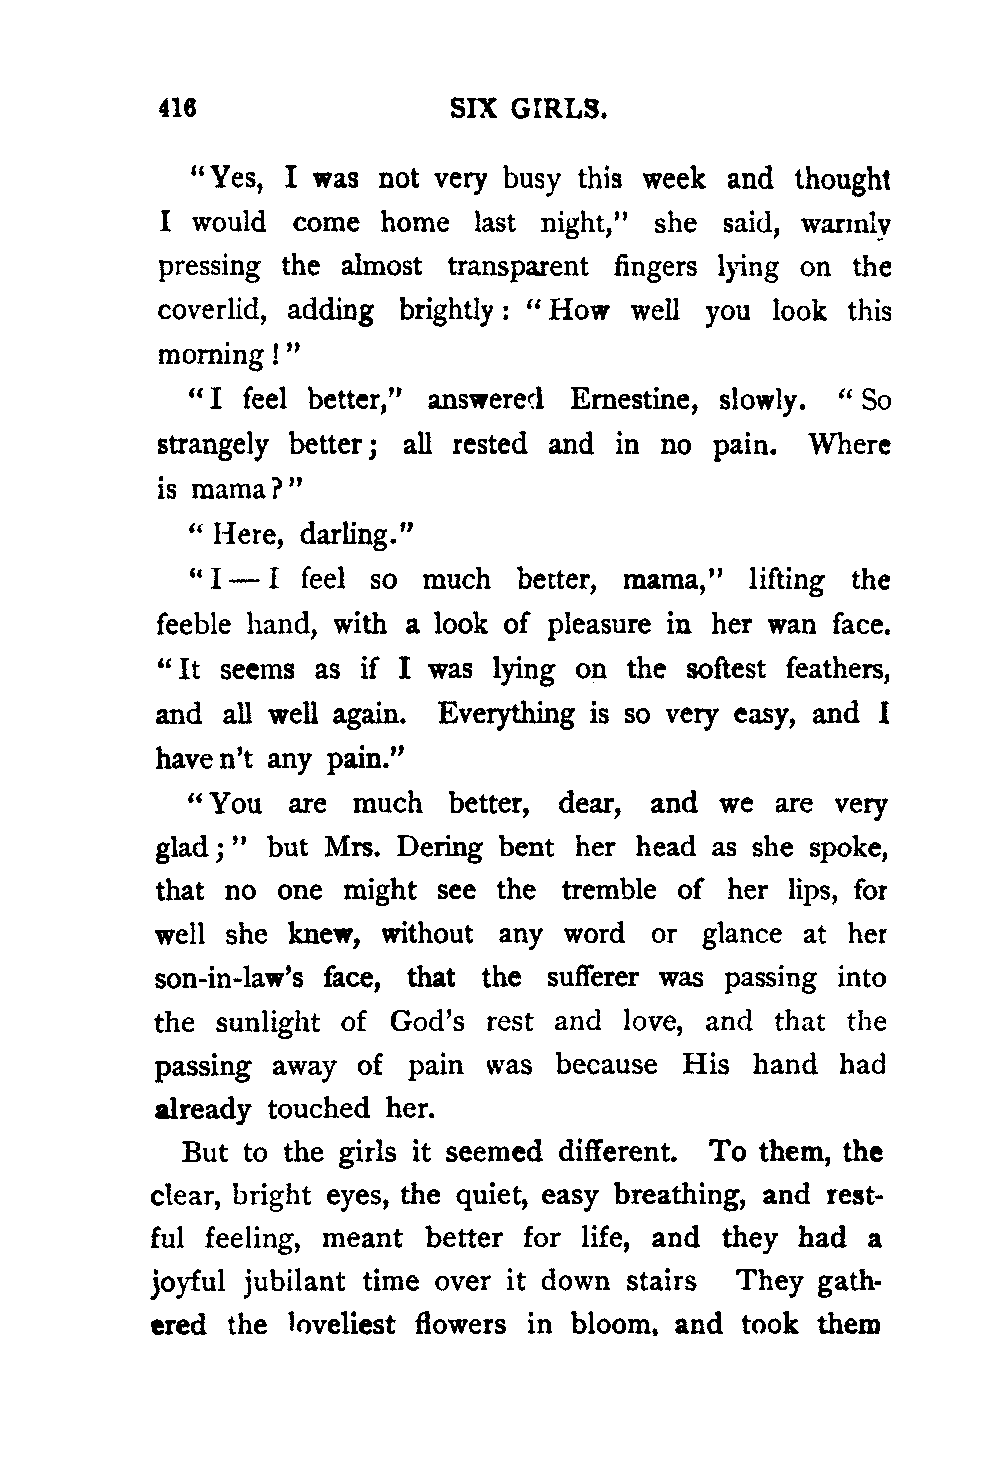 416 SIX GIRLS.
"Yes, I was not very busy this week and thought
I would come home last night," she said, warmly
pressing the almost transparent fingers lying on the
coverlid, adding brightly: "How well you look this
morning!"
"I feel better," answered Ernestine, slowly. "So
strangely better; all rested and in no pain. Where
is mama?"
"Here, darling."
"I—I feel so much better, mama," lifting the
feeble hand, with a look of pleasure in her wan face.
"It seems as if I was lying on the softest feathers,
and all well again. Everything is so very easy, and I
have n't any pain."
"You are much better, dear, and we are very
glad;" but Mrs. Dering bent her head as she spoke,
that no one might see the tremble of her lips, for
well she knew, without any word or glance at her
son-in-law's face, that the sufferer was passing into
the sunlight of God's rest and love, and that the
passing away of pain was because His hand had
already touched her.
But to the girls it seemed different. To them, the
clear, bright eyes, the quiet, easy breathing, and rest-
ful feeling, meant better for life, and they had a
joyful jubilant time over it down stairs They gath-
ered the loveliest flowers in bloom, and took them